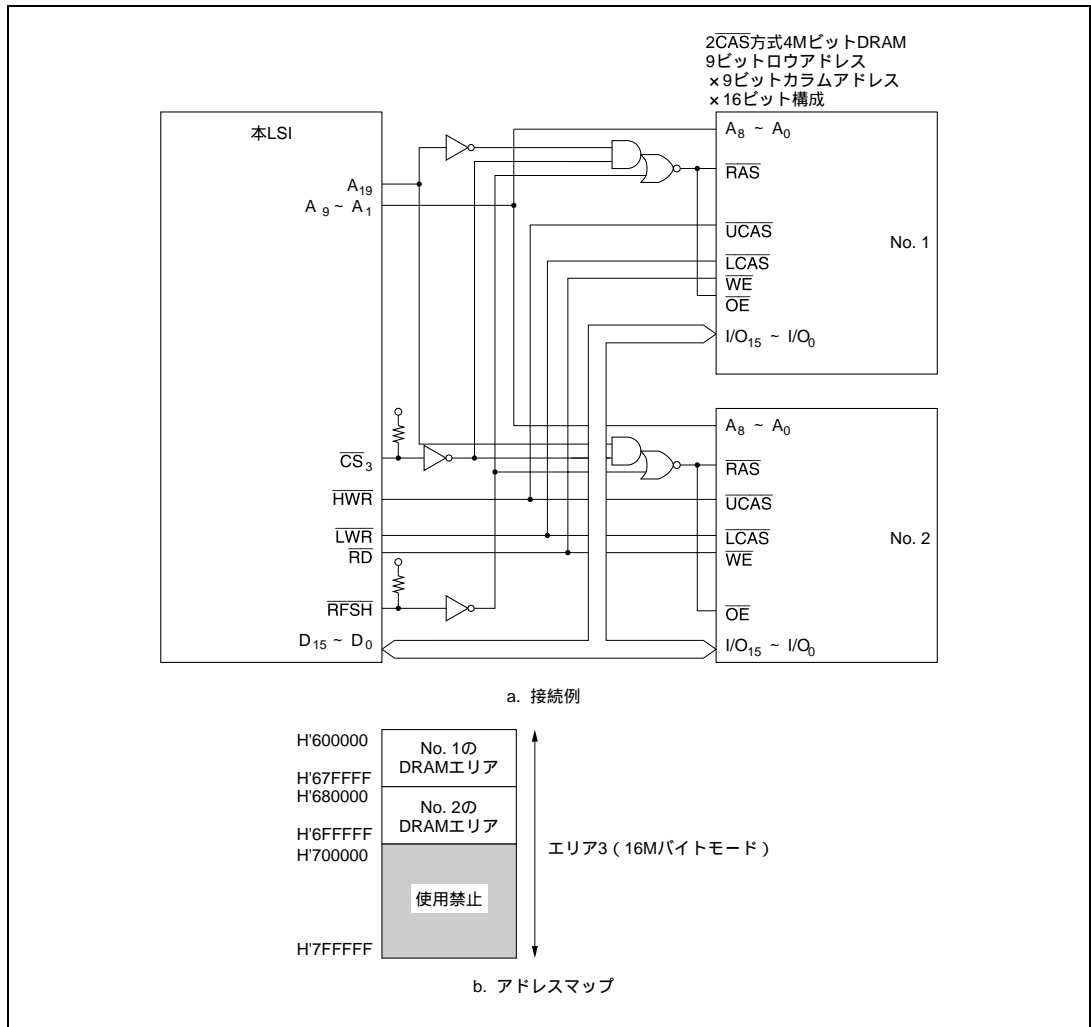 2CAS方式4MビットDRAM
9ビットロウアドレス
×9ビットカラムアドレス
×16ビット構成
本LSI
A19
A9 ~ A1
CS3
HWR
LWR
RD
RFSH
D15 ~ D0
A8 ~ A0
RAS
UCAS
No. 1
LCAS
WE
OE
I/O15 ~ I/O0
A8 ~ A0
RAS
UCAS
LCAS
No. 2
WE
OE
I/O15 ~ I/O0
a. 接続例
H'600000
H'67FFFF
H'680000
H'6FFFFF
H'700000
H'7FFFFF
No. 1の
DRAMエリア
No. 2の
DRAMエリア
使用禁止
エリア3（16Mバイトモード）
b. アドレスマップ